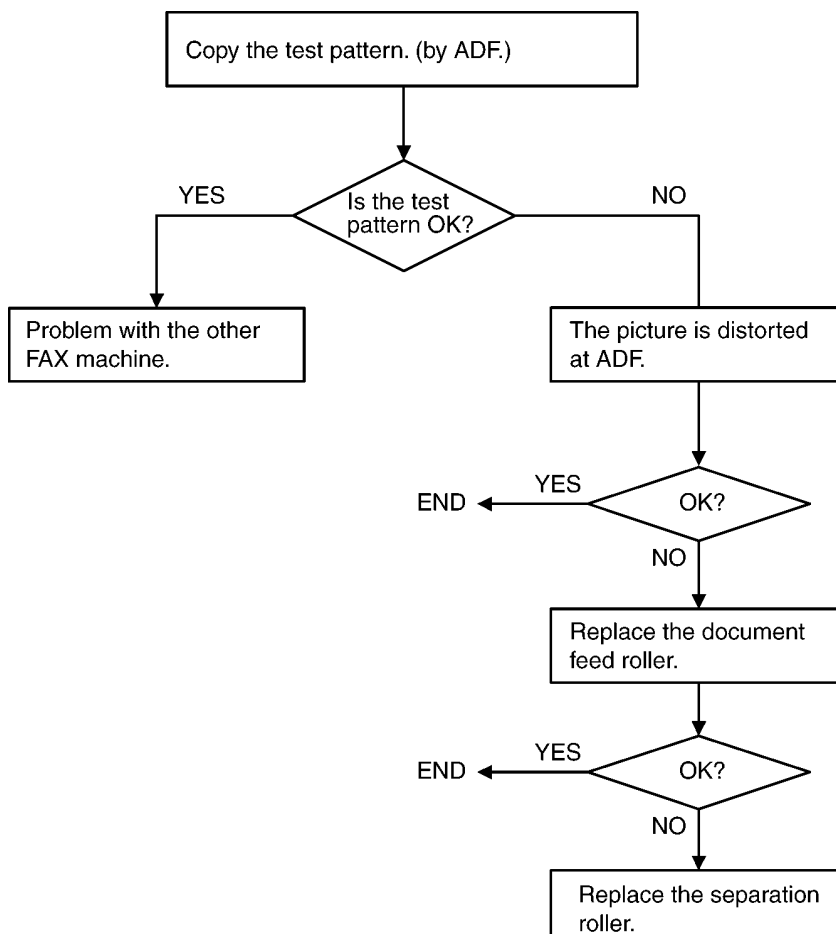 Copy the test pattern. (by ADF.)
YES
Is the test
pattern OK?
NO
Problem with the other
FAX machine.
The picture is distorted
at ADF.
END
YES
OK?
NO
Replace the document
feed roller.
END
YES
OK?
NO
Replace the separation
roller.